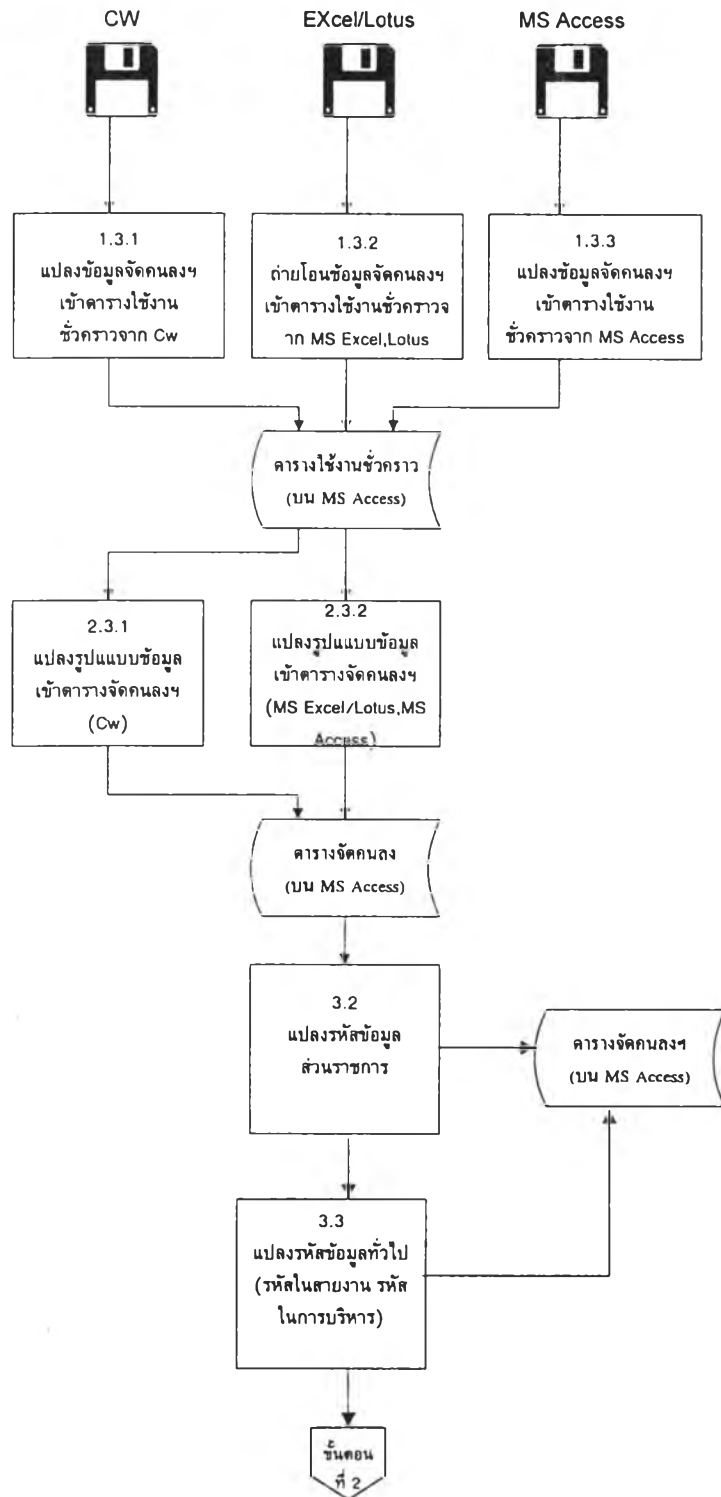 CW
EXcel/Lotus
MS Access
1.3.1
แปลงข้อมูลจัดคนลงฯ
เข้าตารางใช้งาน
ชั่วคราวจาก Cw
1.3.2
ถ่ายโอนข้อมูลจัดคนลงฯ
เข้าตารางใช้งานชั่วคราวจ
าก MS Excel,Lotus
1.3.3
แปลงข้อมูลจัดคนลงฯ
เข้าตารางใช้งาน
ชั่วคราวจาก MS Access
ตารางใช้งานชั่วคราว
(บน MS Access)
2.3.1
แปลงรูปแแบบข้อมูล
เข้าตารางจัดคนลงฯ
(Cw)
2.3.2
แปลงรูปแแบบข้อมูล
เข้าตารางจัดคนลงฯ
(MS Excel/Lotus,MS
Access)
ตารางจัดคนลง
(บน MS Access)
3.2
แปลงรหัสข้อมูล
ส่วนราชการ
ตารางจัดคนลงฯ
(บน MS Access)
3.3
แปลงรหัสข้อมูลทั่วไป
(รหัสในสายงาน รหัส
ในการบริหาร)
ขั้นตอน
ที่ 2